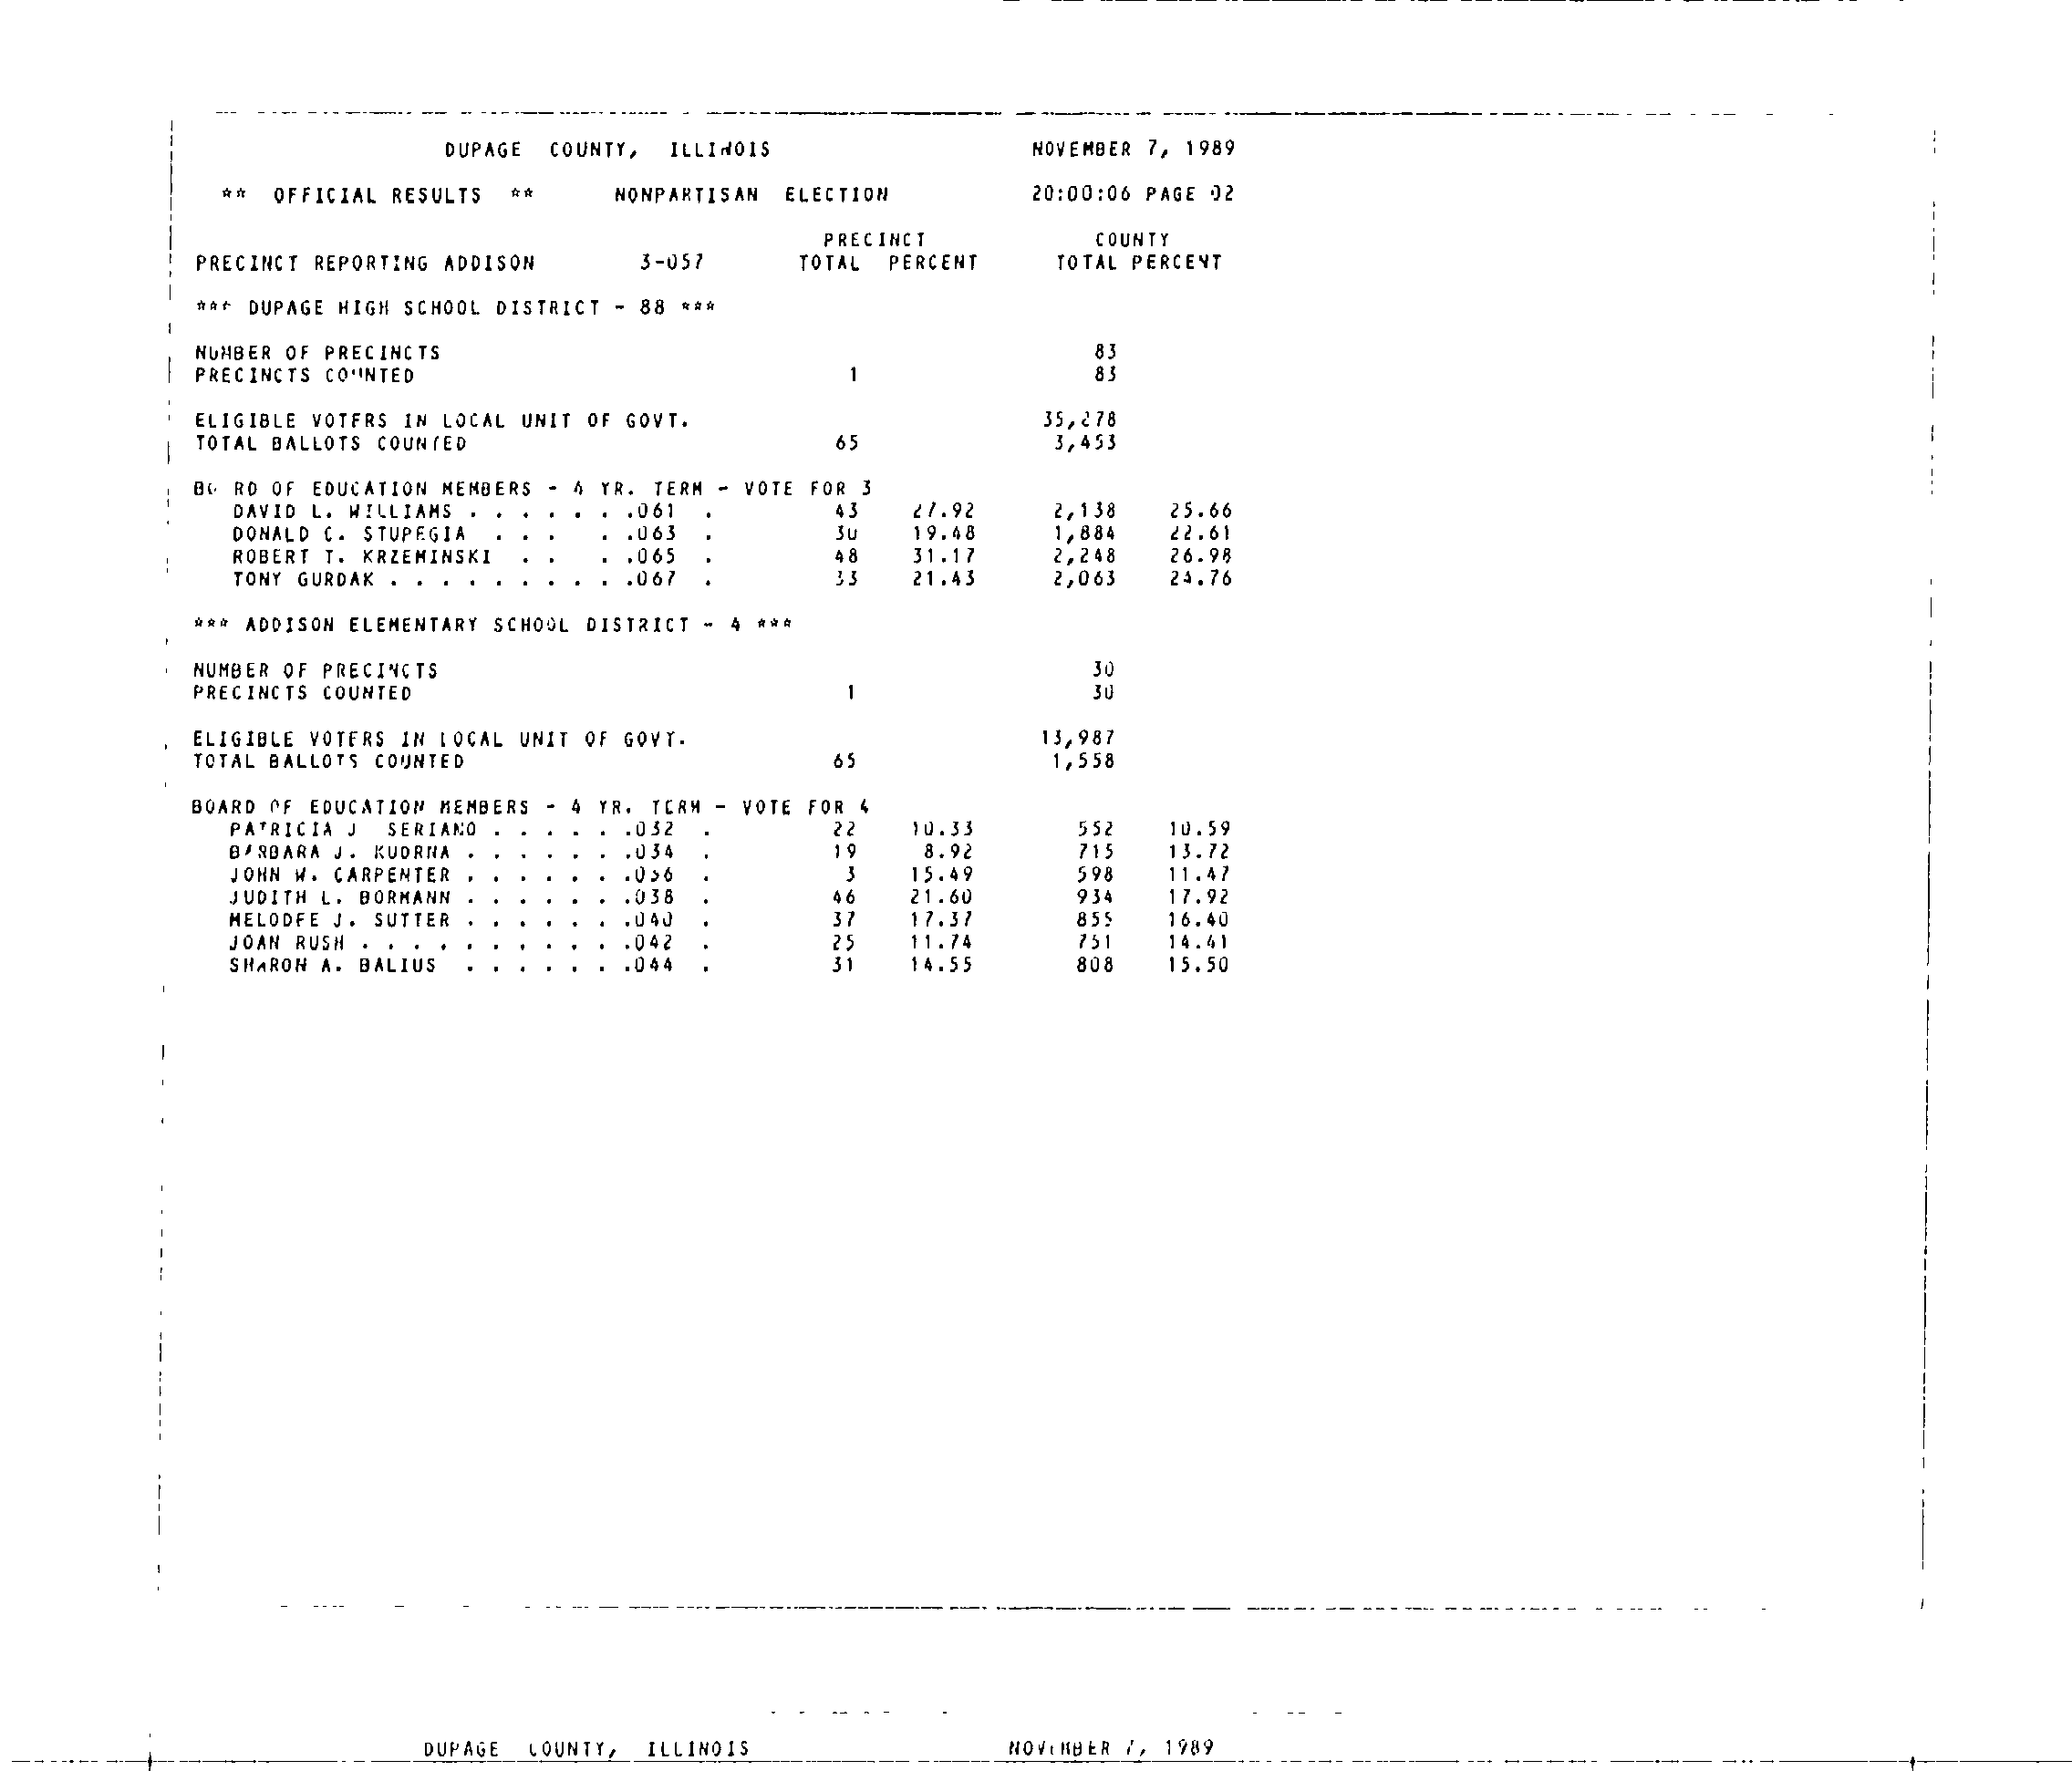 DUPAGE COUNTY, ILLINOIS NOVEMBER 7, 1989
** OFFICIAL RESULTS ** NONPARTISAN ELECTION 20:00:06 PAGE 02
PRECINCT COUNTY
PRECINCT REPORTING ADDISON 3-057 TOTAL PERCENT TOTAL PERCENT
*** DUPAGE HIGH SCHOOL DISTRICT - 88 ***
NUMBER OF PRECINCTS 83
PRECINCTS COUNTED 1 83
ELIGIBLE VOTERS IN LOCAL UNIT OF GOVT. 35,278
TOTAL BALLOTS COUNTED 65 3,453
BOARD OF EDUCATION MEMBERS - 4 YR. TERM - VOTE FOR 3
DAVID L. WILLIAMS . . . . . . .061 . 43 27.92 2,138 25.66
DONALD C. STUPEGIA . . . . .063 . 30 19.48 1,884 22.61
ROBERT T. KRZEMINSKI . . . .065 . 48 31.17 2,248 26.98
TONY GURDAK . . . . . . . . . .067 . 33 21.43 2,063 24.76
*** ADDISON ELEMENTARY SCHOOL DISTRICT - 4 ***
NUMBER OF PRECINCTS 30
PRECINCTS COUNTED 1 30
ELIGIBLE VOTERS IN LOCAL UNIT OF GOVT. 13,987
TOTAL BALLOTS COUNTED 65 1,558
BOARD OF EDUCATION MEMBERS - 4 YR. TERM - VOTE FOR 4
PATRICIA J SERIANO . . . . . .032 . 22 10.33 552 10.59
BARBARA J. KUDRNA . . . . . . .034 . 19 8.92 715 13.72
JOHN W. CARPENTER . . . . . . .036 . 3 15.49 598 11.47
JUDITH L. BORMANN . . . . . . .038 . 46 21.60 934 17.92
MELODEE J. SUTTER . . . . . . .040 . 37 17.37 855 16.40
JOAN RUSH . . . . . . . . . . .042 . 25 11.74 751 14.41
SHARON A. BALIUS . . . . . . .044 . 31 14.55 808 15.50
DUPAGE COUNTY, ILLINOIS NOVEMBER 7, 1989